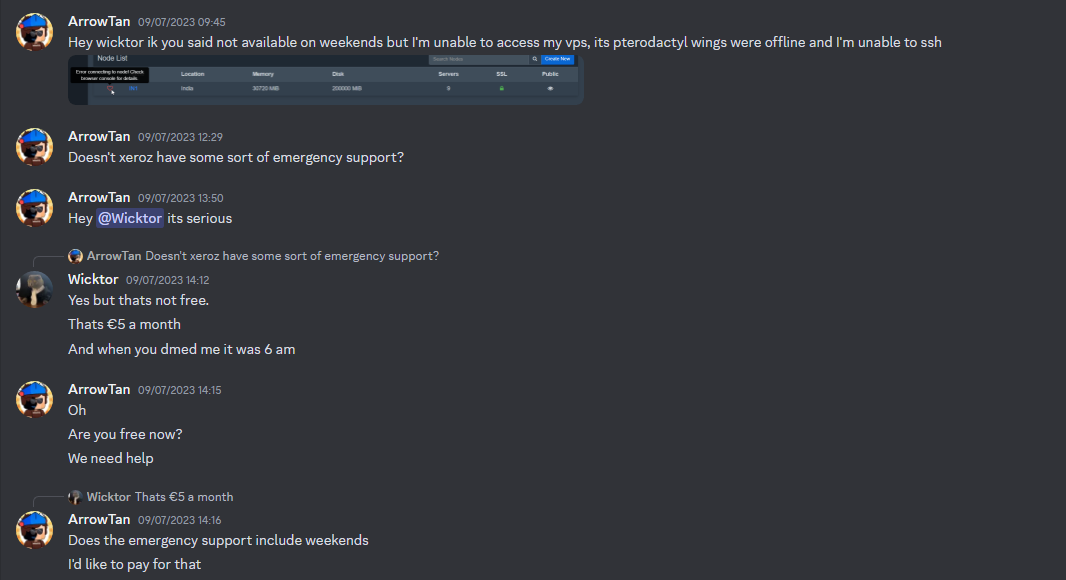 ArrowTan 09/07/2023 09:45
Hey wicktor ik you said not available on weekends but I'm unable to access my vps, its pterodactyl wings were offline and I'm unable to ssh
Node List
Search Nodes
Create New
Error connecting to node! Check
browser console for details.
Location Memory Disk Servers SSL Public
India 30720 MiB 200000 MiB 9
ArrowTan 09/07/2023 12:29
Doesn't xeroz have some sort of emergency support?
ArrowTan 09/07/2023 13:50
Hey @Wicktor its serious
ArrowTan Doesn't xeroz have some sort of emergency support?
Wicktor 09/07/2023 14:12
Yes but thats not free.
Thats €5 a month
And when you dmed me it was 6 am
ArrowTan 09/07/2023 14:15
Oh
Are you free now?
We need help
Wicktor Thats €5 a month
ArrowTan 09/07/2023 14:16
Does the emergency support include weekends
I'd like to pay for that